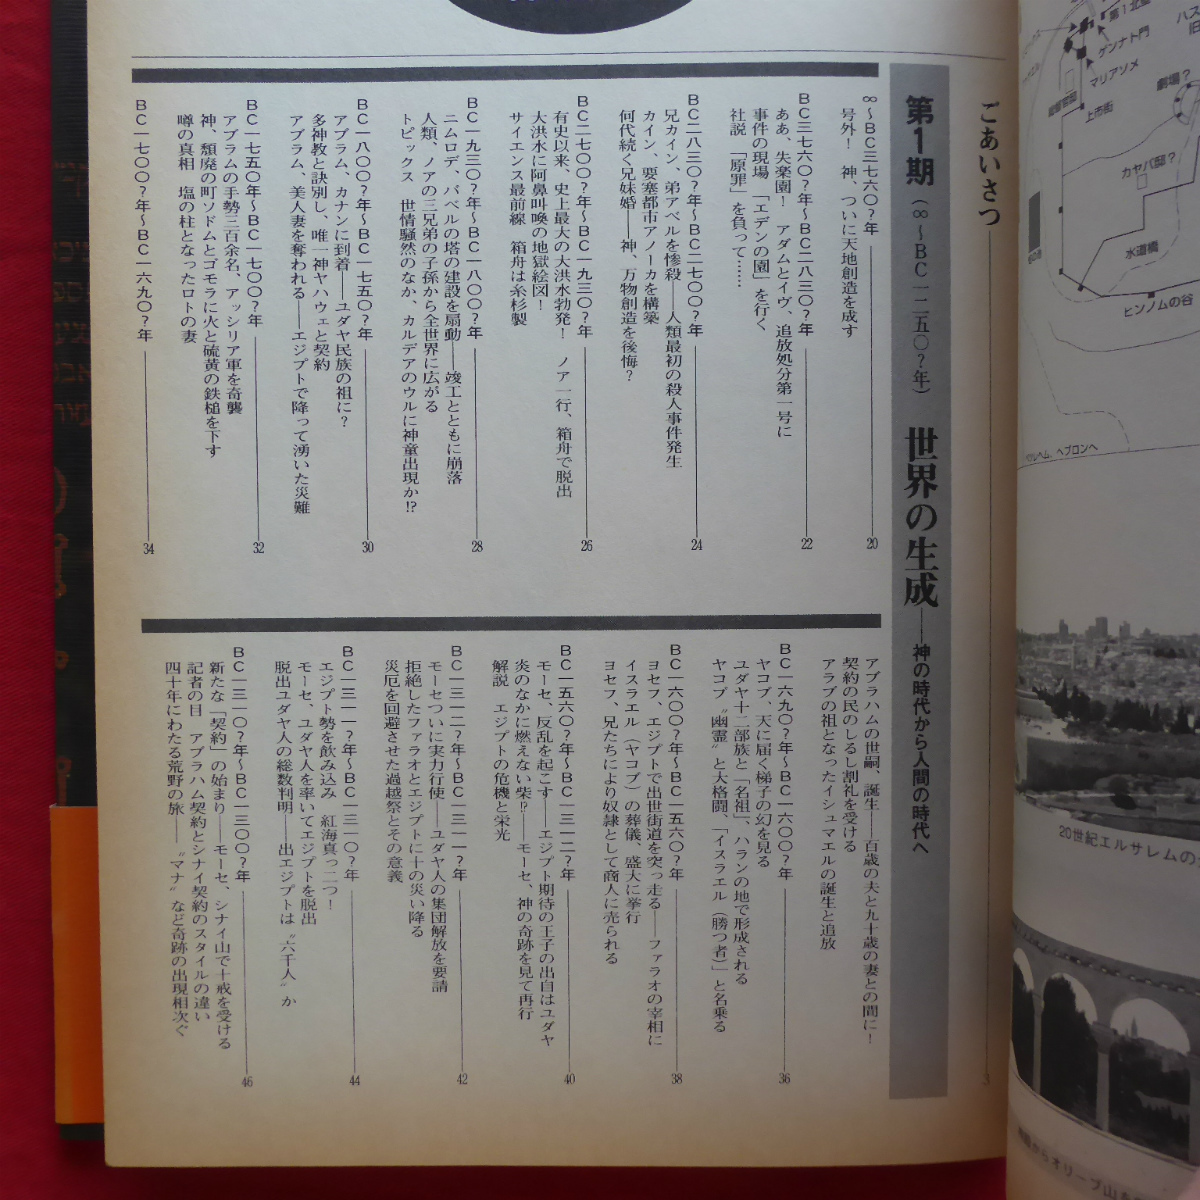 ごあいさつ 3
第1期(∞〜BC一二五〇?年) 世界の生成――神の時代から人間の時代へ
∞〜BC三七六〇?年 20
号外! 神、ついに天地創造を成す
BC三七六〇?年〜BC二八三〇?年 22
ああ、失楽園! アダムとイヴ、追放処分第一号に
事件の現場 「エデンの園」を行く
社説 「原罪」を負って……
BC二八三〇?年〜BC二七〇〇?年 24
兄カイン、弟アベルを惨殺――人類最初の殺人事件発生
カイン、要塞都市アノーカを構築
何代続く兄妹婚――神、万物創造を後悔?
BC二七〇〇?年〜BC一九三〇?年 26
有史以来、史上最大の大洪水勃発! ノア一行、箱舟で脱出
大洪水に阿鼻叫喚の地獄絵図!
サイエンス最前線 箱舟は糸杉製
BC一九三〇?年〜BC一八〇〇?年 28
ニムロデ、バベルの塔の建設を扇動――竣工とともに崩落
人類、ノアの三兄弟の子孫から全世界に広がる
トピックス 世情騒然のなか、カルデアのウルに神童出現か!?
BC一八〇〇?年〜BC一七五〇?年 30
アブラム、カナンに到着――ユダヤ民族の祖に?
多神教と訣別し、唯一神ヤハウェと契約
アブラム、美人妻を奪われる――エジプトで降って湧いた災難
BC一七五〇年〜BC一七〇〇?年 32
アブラムの手勢三百余名、アッシリア軍を奇襲
神、頽廃の町ソドムとゴモラに火と硫黄の鉄槌を下す
噂の真相 塩の柱となったロトの妻
BC一七〇〇?年〜BC一六九〇?年 34
アブラハムの世嗣、誕生――百歳の夫と九十歳の妻との間に!
契約の民のしるし割礼を受ける
アラブの祖となったイシュマエルの誕生と追放
BC一六九〇?年〜BC一六〇〇?年 36
ヤコブ、天に届く梯子の幻を見る
ユダヤ十二部族と「名祖」、ハランの地で形成される
ヤコブ〝幽霊〟と大格闘、「イスラエル(勝つ者)」と名乗る
BC一六〇〇?年〜BC一五六〇?年 38
ヨセフ、エジプトで出世街道を突っ走る――ファラオの宰相に
イスラエル(ヤコブ)の葬儀、盛大に挙行
ヨセフ、兄たちにより奴隷として商人に売られる
BC一五六〇?年〜BC一三一二?年 40
モーセ、反乱を起こす――エジプト期待の王子の出自はユダヤ
炎のなかに燃えない柴!?――モーセ、神の奇跡を見て再行
解説 エジプトの危機と栄光
BC一三一二?年〜BC一三一一?年 42
モーセついに実力行使――ユダヤ人の集団解放を要請
拒絶したファラオとエジプトに十の災い降る
災厄を回避させた過越祭とその意義
BC一三一一?年〜BC一三一〇?年 44
エジプト勢を飲み込み 紅海真っ二つ!
モーセ、ユダヤ人を率いてエジプトを脱出
脱出ユダヤ人の総数判明――出エジプトは〝六千人〟か
BC一三一〇?年〜BC一三〇〇?年 46
新たな「契約」の始まり――モーセ、シナイ山で十戒を受ける
記者の目 アブラハム契約とシナイ契約のスタイルの違い
四十年にわたる荒野の旅――〝マナ〟など奇跡の出現相次ぐ
第1北壁
ゲンナト門
マリアソメ
上市街
劇場?
カヤパ邸?
水道橋
ヒンノムの谷
ベツレヘム、ヘブロンへ
20世紀エルサレムの
からオリーブ山